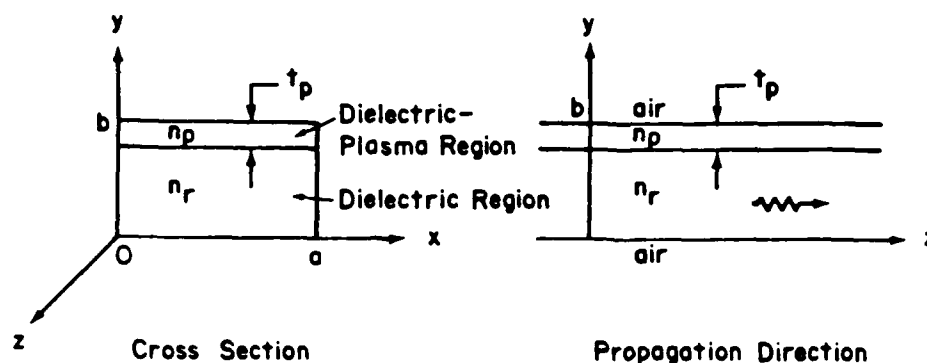 y
t_p
b
n_p
Dielectric-
Plasma Region
n_r
Dielectric Region
O
a
x
z
Cross Section
y
t_p
b
air
n_p
n_r
air
z
Propagation Direction